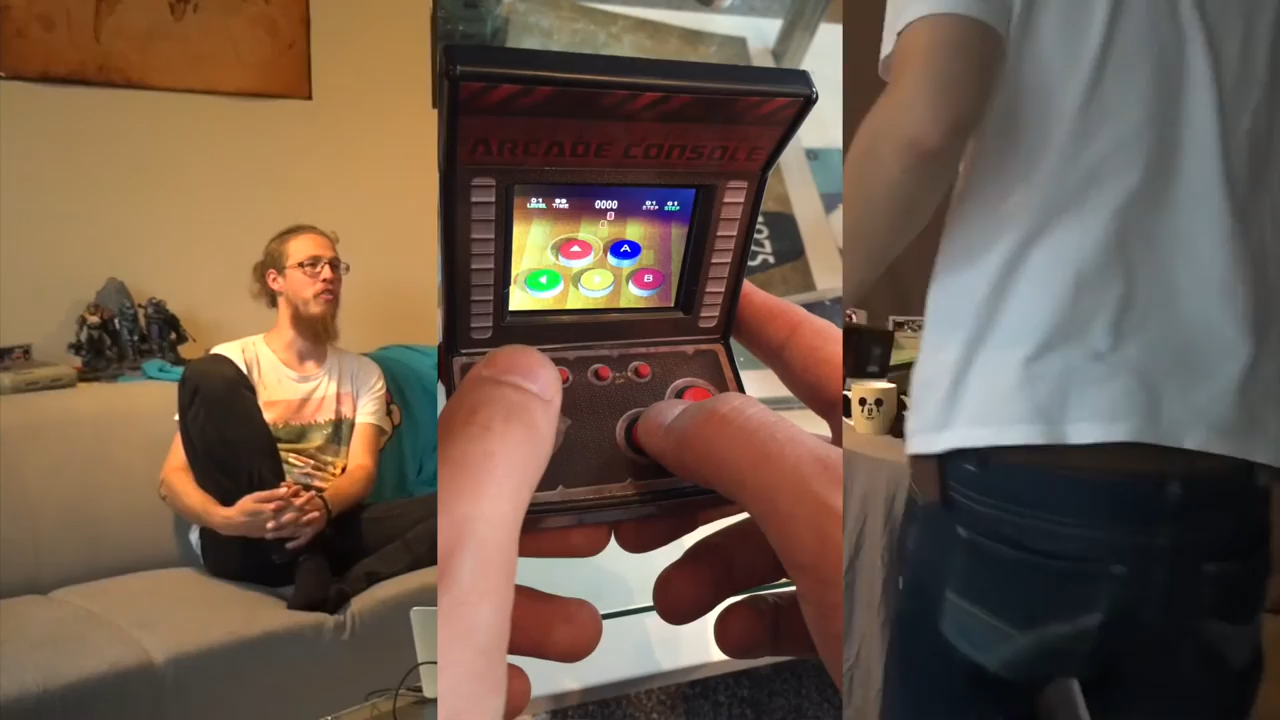 ARCADE CONSOLE
01 99 0000 01 01
LEVEL TIME STEP STEP
A
B